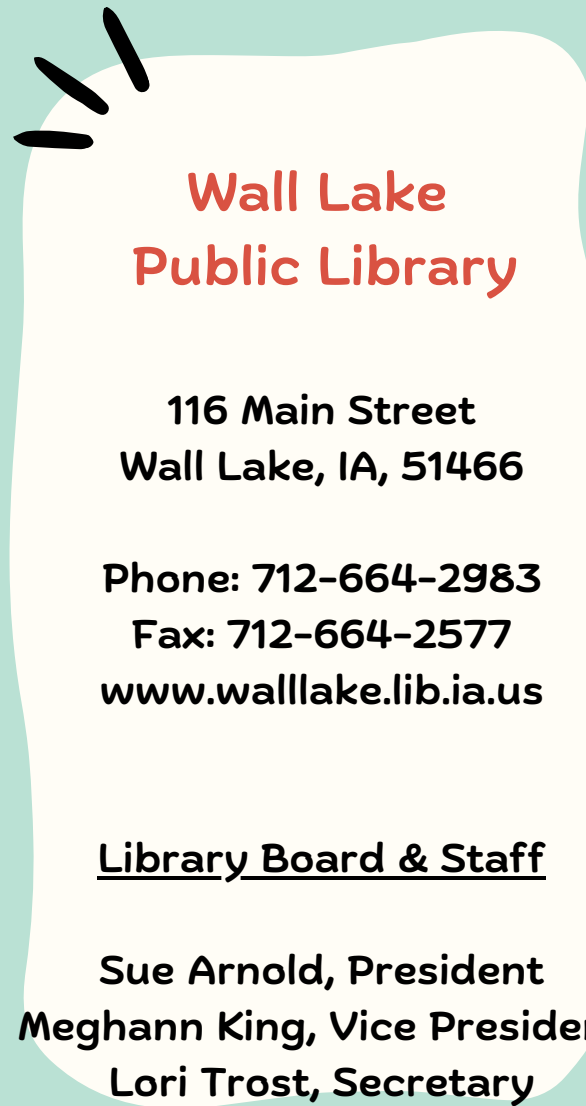 Wall Lake
Public Library
116 Main Street
Wall Lake, IA, 51466
Phone: 712-664-2983
Fax: 712-664-2577
www.walllake.lib.ia.us
Library Board & Staff
Sue Arnold, President
Meghann King, Vice
Lori Trost, Secretary